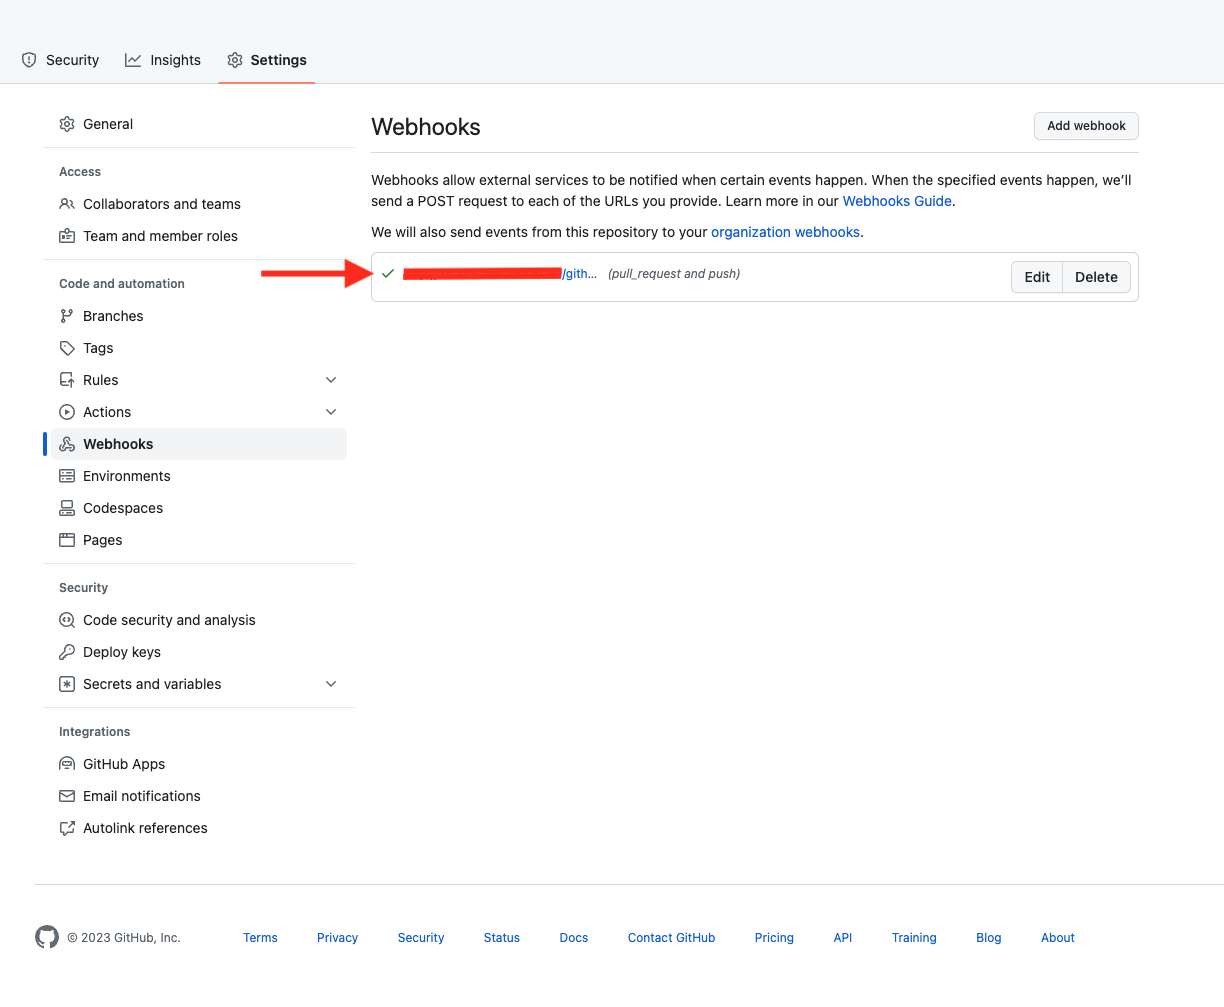 Security Insights Settings
General
Access
Collaborators and teams
Team and member roles
Code and automation
Branches
Tags
Rules
Actions
Webhooks
Environments
Codespaces
Pages
Security
Code security and analysis
Deploy keys
Secrets and variables
Integrations
GitHub Apps
Email notifications
Autolink references
Webhooks
Add webhook
Webhooks allow external services to be notified when certain events happen. When the specified events happen, we’ll
send a POST request to each of the URLs you provide. Learn more in our Webhooks Guide.
We will also send events from this repository to your organization webhooks.
/gith... (pull_request and push)
Edit Delete
© 2023 GitHub, Inc. Terms Privacy Security Status Docs Contact GitHub Pricing API Training Blog About